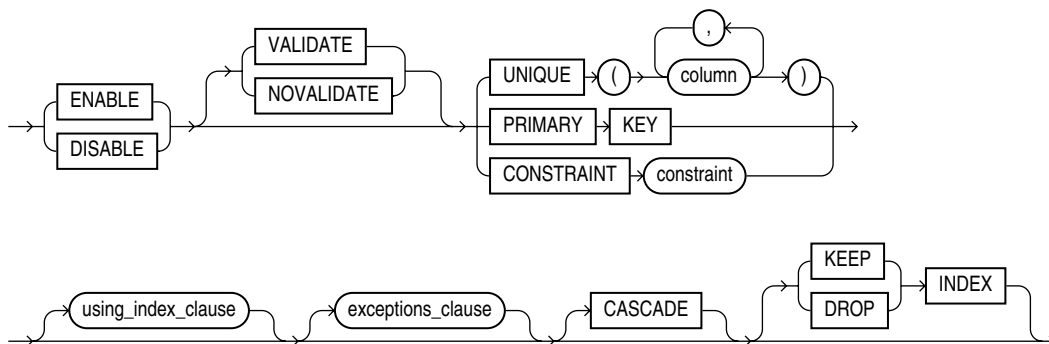 ,
VALIDATE
UNIQUE ( column )
ENABLE NOVALIDATE
PRIMARY KEY
DISABLE
CONSTRAINT constraint
KEEP
using_index_clause exceptions_clause CASCADE INDEX
DROP